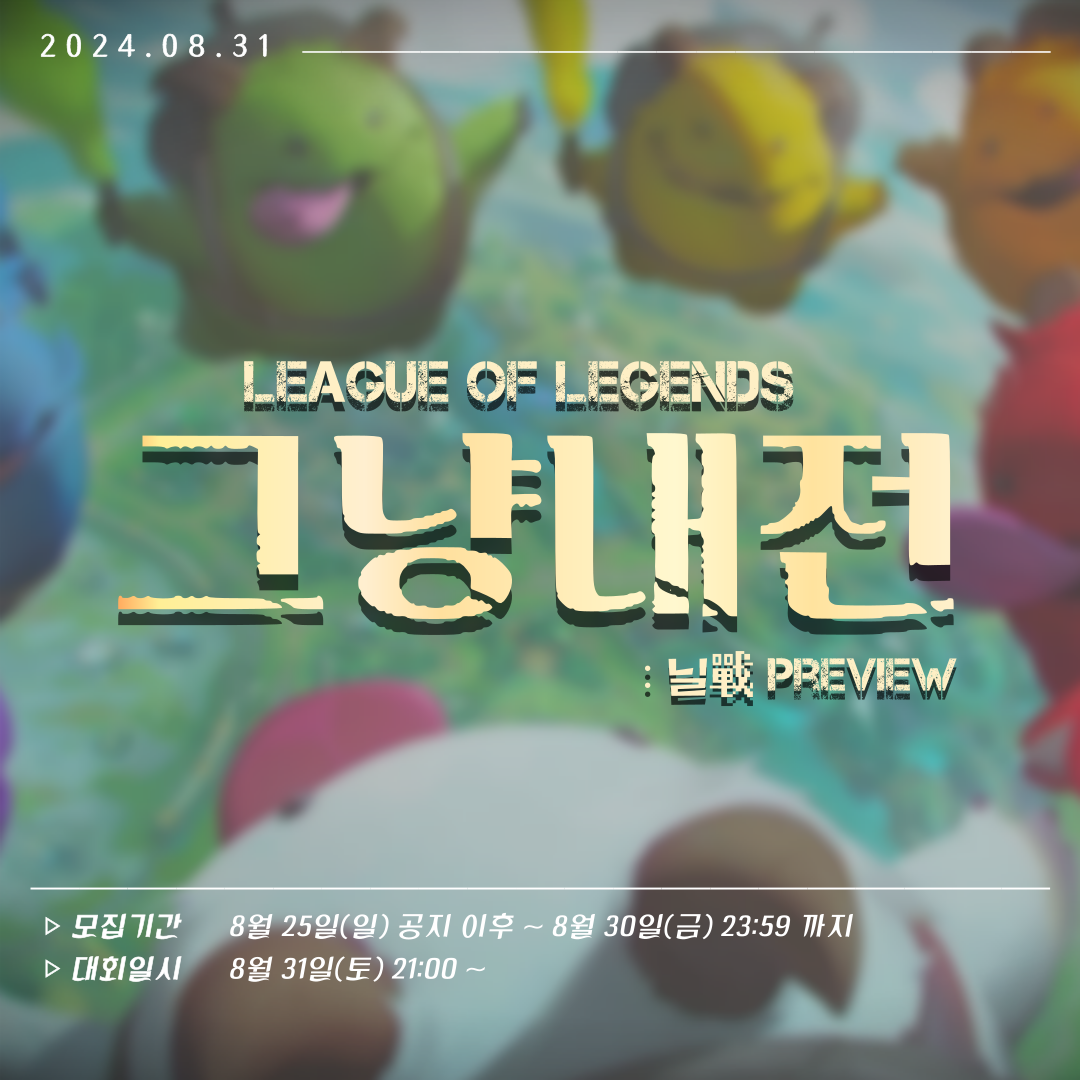 2024.08.31
LEAGUE OF LEGENDS
그냥내전
: 닐戰 PREVIEW
▷ 모집기간 8월 25일(일) 공지 이후 ~ 8월 30일(금) 23:59 까지
▷ 대회일시 8월 31일(토) 21:00 ~